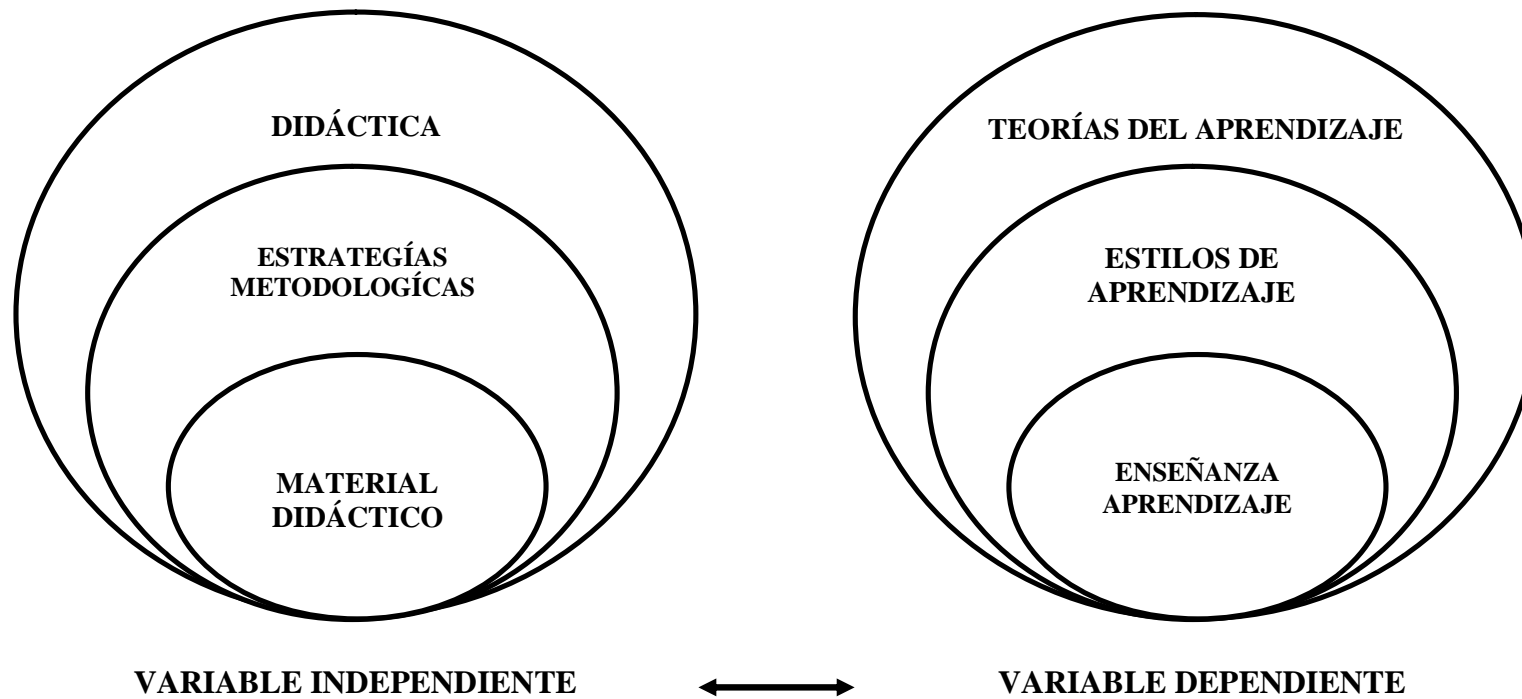 DIDÁCTICA
ESTRATEGÍAS
METODOLOGÍCAS
MATERIAL
DIDÁCTICO
VARIABLE INDEPENDIENTE
TEORÍAS DEL APRENDIZAJE
ESTILOS DE
APRENDIZAJE
ENSEÑANZA
APRENDIZAJE
VARIABLE DEPENDIENTE